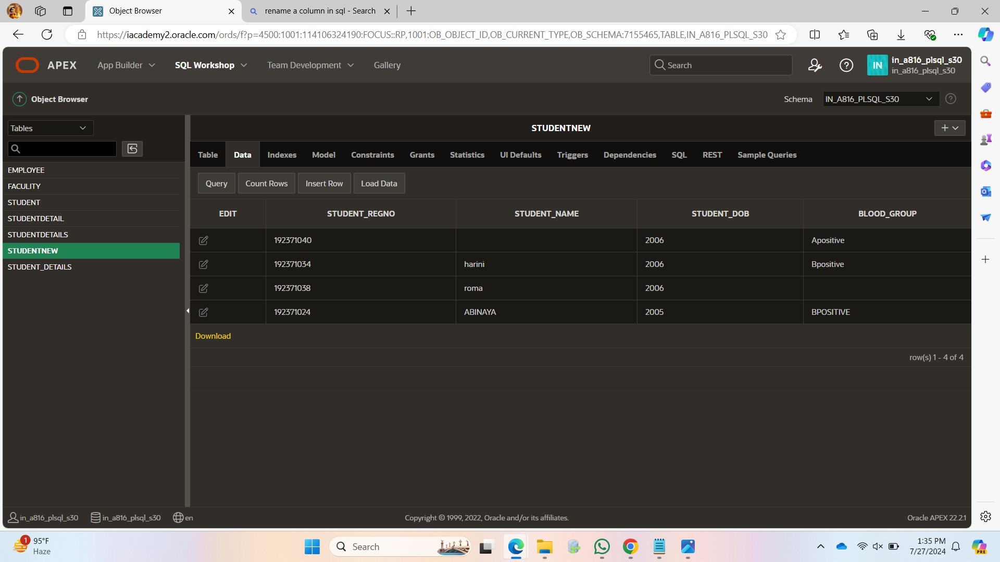 Object Browser
rename a column in sql - Search
https://iacademy2.oracle.com/ords/f?p=4500:1001:114106324190:FOCUS::RP,1001:OB_OBJECT_ID,OB_CURRENT_TYPE,OB_SCHEMA:7155465,TABLE,IN_A816_PLSQL_S30
APEX App Builder SQL Workshop Team Development Gallery Search IN in_a816_plsql_s30
in_a816_plsql_s30
Object Browser Schema IN_A816_PLSQL_S30
Tables
STUDENTNEW
Table Data Indexes Model Constraints Grants Statistics UI Defaults Triggers Dependencies SQL REST Sample Queries
EMPLOYEE
FACULITY
STUDENT
STUDENTDETAIL
STUDENTDETAILS
STUDENTNEW
STUDENT_DETAILS
Query Count Rows Insert Row Load Data
EDIT STUDENT_REGNO STUDENT_NAME STUDENT_DOB BLOOD_GROUP
192371040 2006 Apositive
192371034 harini 2006 Bpositive
192371038 roma 2006
192371024 ABINAYA 2005 BPOSITIVE
Download
row(s) 1 - 4 of 4
in_a816_plsql_s30 in_a816_plsql_s30 en Copyright © 1999, 2022, Oracle and/or its affiliates. Oracle APEX 22.2.1
1 95°F
Haze
Search
1:35 PM
7/27/2024
PRE